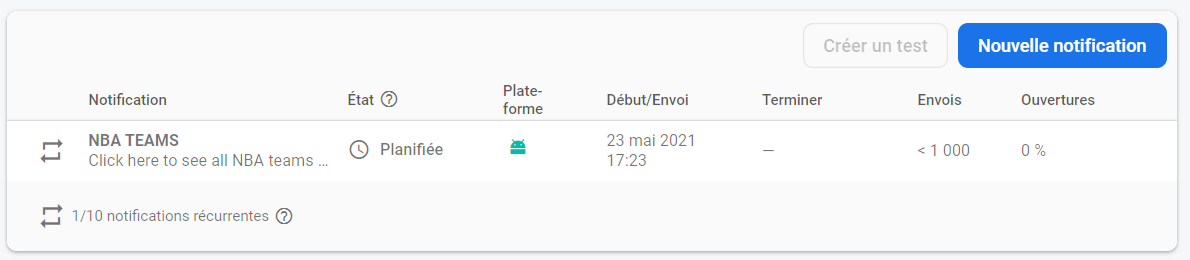 Créer un test
Nouvelle notification
Notification
État
Plate-
forme
Début/Envoi
Terminer
Envois
Ouvertures
NBA TEAMS
Click here to see all NBA teams ...
Planifiée
23 mai 2021
17:23
—
< 1 000
0 %
1/10 notifications récurrentes